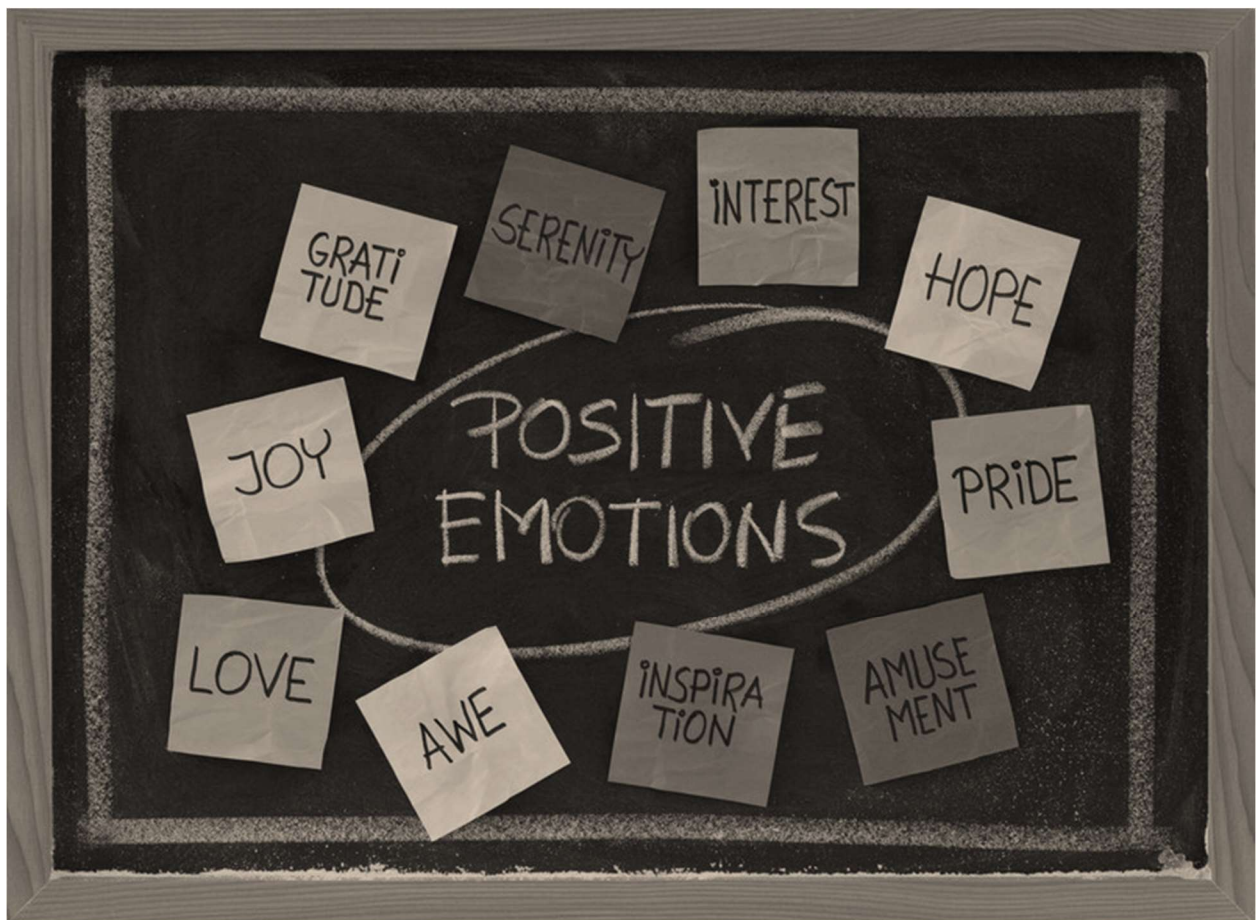 GRATI
TUDE
SERENiTY
iNTEREST
HOPE
JOY
POSITIVE
EMOTIONS
PRiDE
LOVE
AWE
iNSPiRA
TiON
AMUSE
MENT